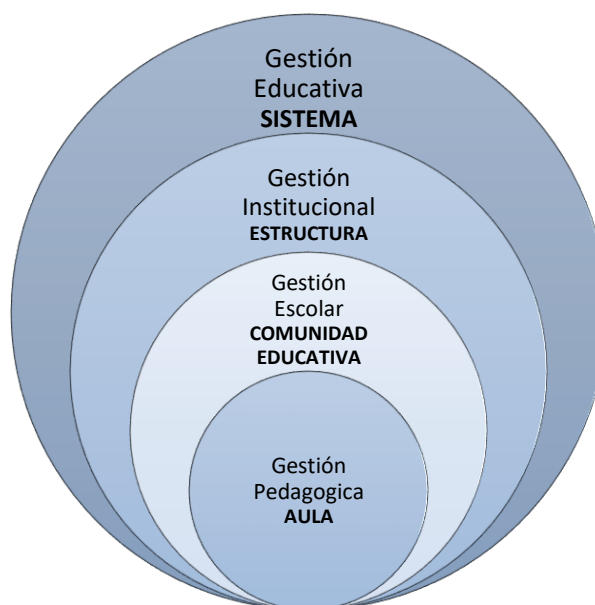 Gestión
Educativa
SISTEMA
Gestión
Institucional
ESTRUCTURA
Gestión
Escolar
COMUNIDAD
EDUCATIVA
Gestión
Pedagogica
AULA